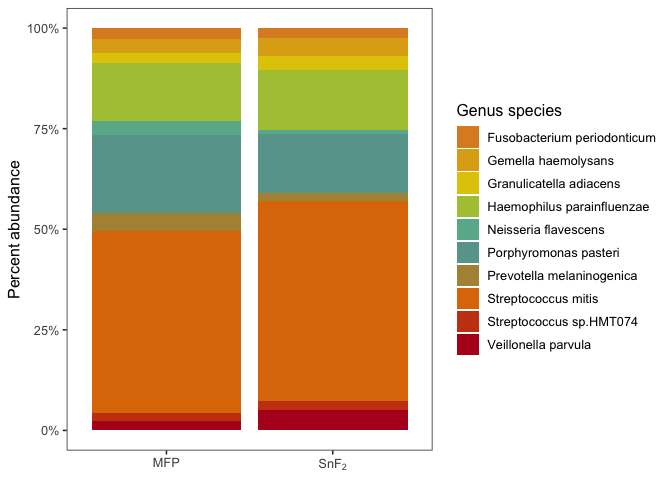 100%
75%
50%
25%
0%
Percent abundance
MFP
SnF₂
Genus species
Fusobacterium periodonticum
Gemella haemolysans
Granulicatella adiacens
Haemophilus parainfluenzae
Neisseria flavescens
Porphyromonas pasteri
Prevotella melaninogenica
Streptococcus mitis
Streptococcus sp.HMT074
Veillonella parvula